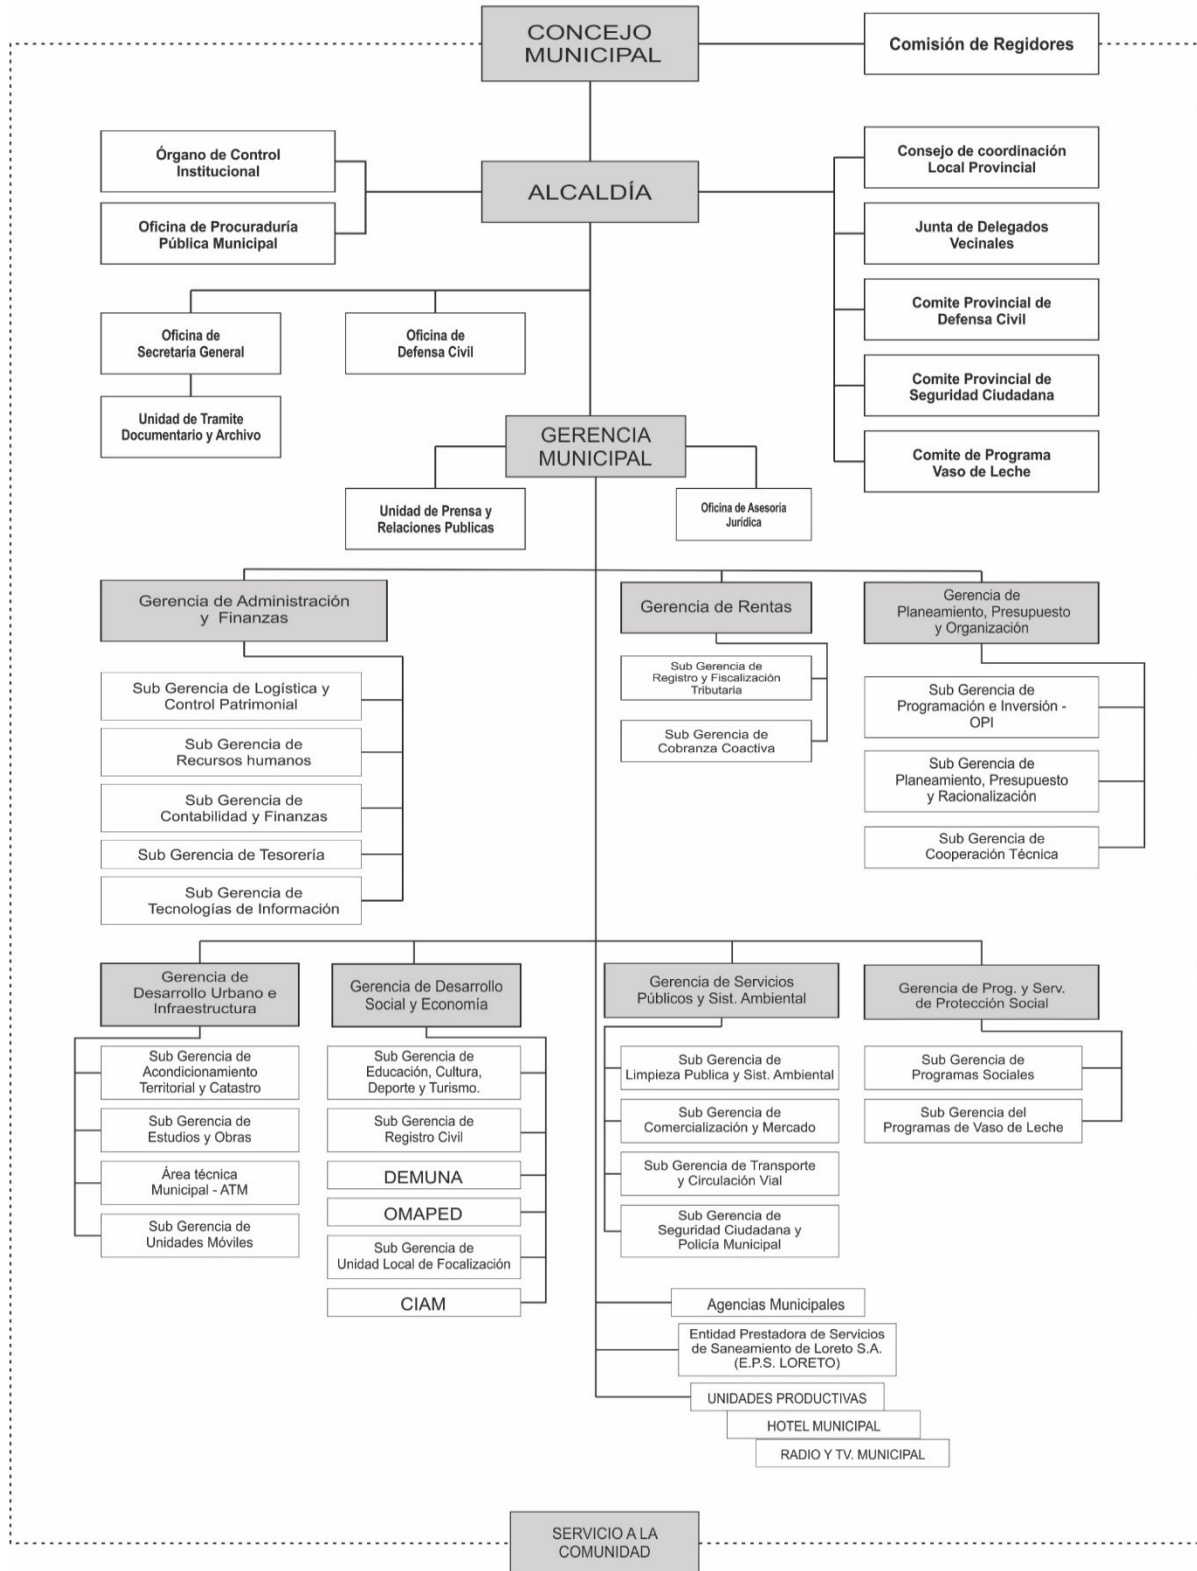 CONCEJO
MUNICIPAL
Comisión de Regidores
Órgano de Control
Institucional
Oficina de Procuraduría
Pública Municipal
ALCALDÍA
Consejo de coordinación
Local Provincial
Junta de Delegados
Vecinales
Comite Provincial de
Defensa Civil
Comite Provincial de
Seguridad Ciudadana
Comite de Programa
Vaso de Leche
Oficina de
Secretaría General
Oficina de
Defensa Civil
Unidad de Tramite
Documentario y Archivo
GERENCIA
MUNICIPAL
Unidad de Prensa y
Relaciones Publicas
Oficina de Asesoría
Jurídica
Gerencia de Administración
y Finanzas
Sub Gerencia de Logística y
Control Patrimonial
Sub Gerencia de
Recursos humanos
Sub Gerencia de
Contabilidad y Finanzas
Sub Gerencia de Tesorería
Sub Gerencia de
Tecnologías de Información
Gerencia de Rentas
Sub Gerencia de
Registro y Fiscalización
Tributaria
Sub Gerencia de
Cobranza Coactiva
Gerencia de
Planeamiento, Presupuesto
y Organización
Sub Gerencia de
Programación e Inversión -
OPI
Sub Gerencia de
Planeamiento, Presupuesto
y Racionalización
Sub Gerencia de
Cooperación Técnica
Gerencia de
Desarrollo Urbano e
Infraestructura
Sub Gerencia de
Acondicionamiento
Territorial y Catastro
Sub Gerencia de
Estudios y Obras
Área técnica
Municipal - ATM
Sub Gerencia de
Unidades Móviles
Gerencia de Desarrollo
Social y Economía
Sub Gerencia de
Educación, Cultura,
Deporte y Turismo.
Sub Gerencia de
Registro Civil
DEMUNA
OMAPED
Sub Gerencia de
Unidad Local de Focalización
CIAM
Gerencia de Servicios
Públicos y Sist. Ambiental
Sub Gerencia de
Limpieza Publica y Sist. Ambiental
Sub Gerencia de
Comercialización y Mercado
Sub Gerencia de Transporte
y Circulación Vial
Sub Gerencia de
Seguridad Ciudadana y
Policía Municipal
Gerencia de Prog. y Serv.
de Protección Social
Sub Gerencia de
Programas Sociales
Sub Gerencia del
Programas de Vaso de Leche
Agencias Municipales
Entidad Prestadora de Servicios
de Saneamiento de Loreto S.A.
(E.P.S. LORETO)
UNIDADES PRODUCTIVAS
HOTEL MUNICIPAL
RADIO Y TV. MUNICIPAL
SERVICIO A LA
COMUNIDAD